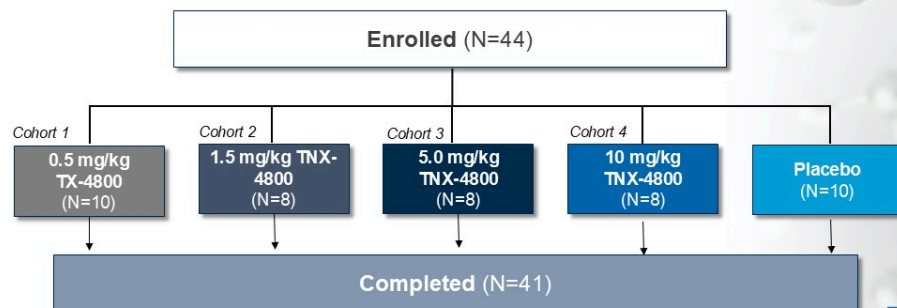 Enrolled (N=44)
Cohort 1
Cohort 2
Cohort 3
Cohort 4
0.5 mg/kg
TX-4800
(N=10)
1.5 mg/kg TNX-
4800
(N=8)
5.0 mg/kg
TNX-4800
(N=8)
10 mg/kg
TNX-4800
(N=8)
Placebo
(N=10)
Completed (N=41)